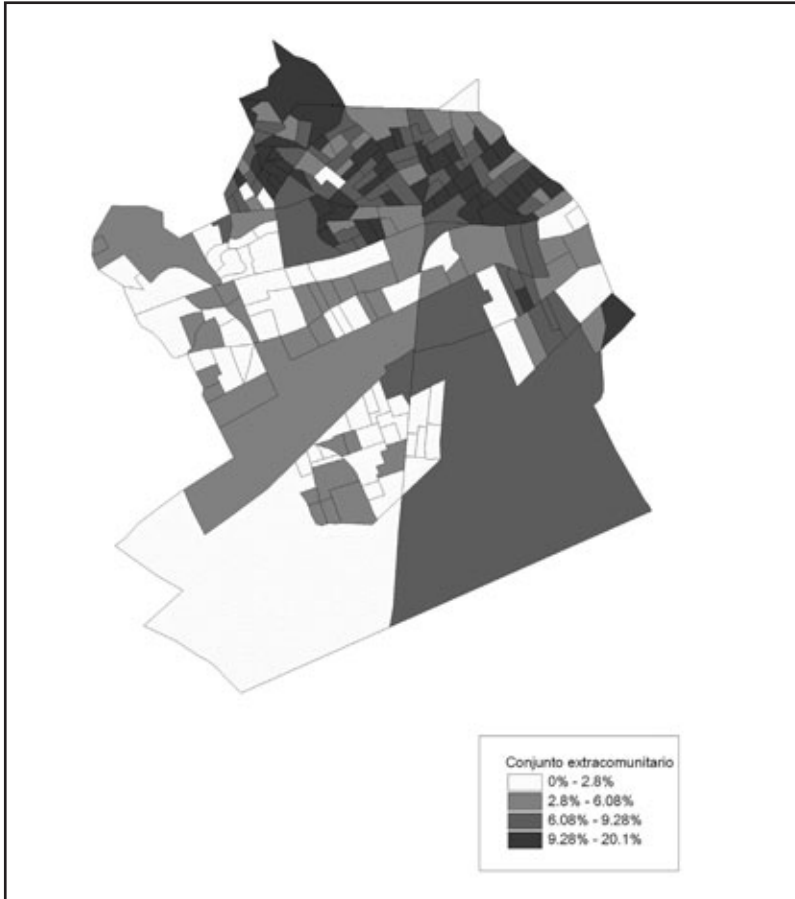 Conjunto extracomunitario
0% - 2.8%
2.8% - 6.08%
6.08% - 9.28%
9.28% - 20.1%